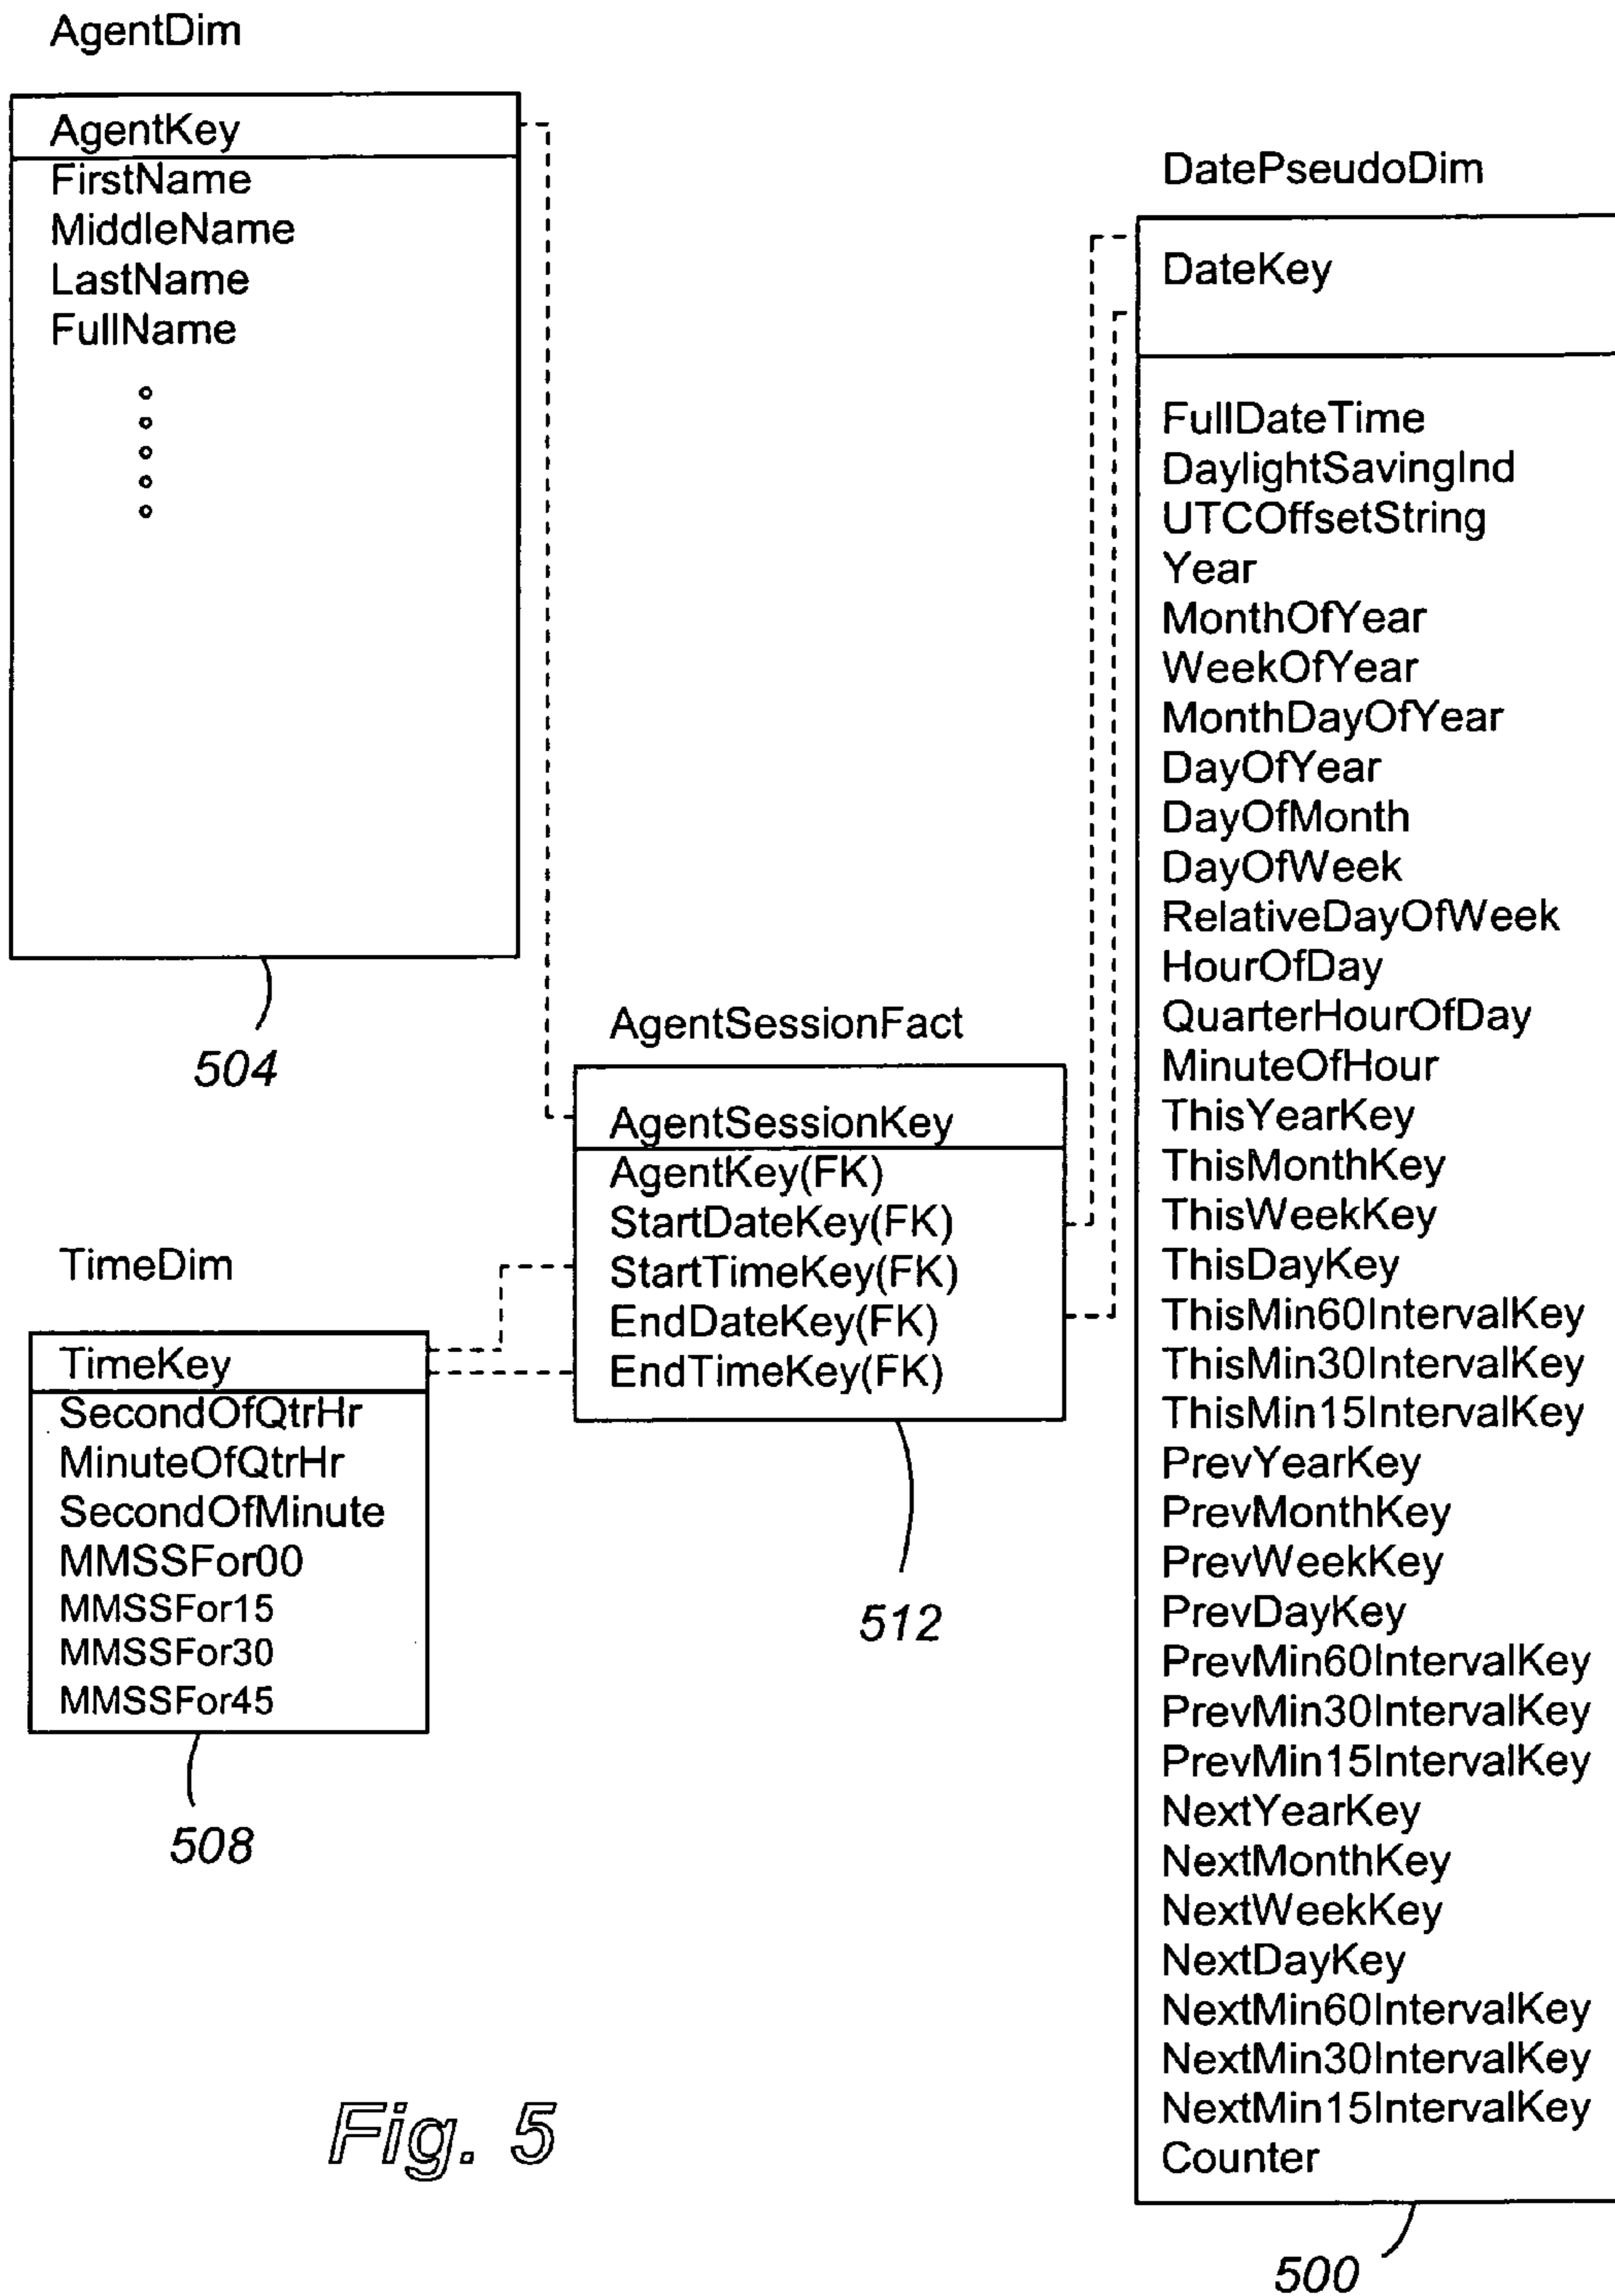 AgentDim
AgentKey
FirstName
MiddleName
LastName
FullName
504
DatePseudoDim
DateKey
FullDateTime
DaylightSavingInd
UTCOffsetString
Year
MonthOfYear
WeekOfYear
MonthDayOfYear
DayOfYear
DayOfMonth
DayOfWeek
RelativeDayOfWeek
HourOfDay
QuarterHourOfDay
MinuteOfHour
ThisYearKey
ThisMonthKey
ThisWeekKey
ThisDayKey
ThisMin60IntervalKey
ThisMin30IntervalKey
ThisMin15IntervalKey
PrevYearKey
PrevMonthKey
PrevWeekKey
PrevDayKey
PrevMin60IntervalKey
PrevMin30IntervalKey
PrevMin15IntervalKey
NextYearKey
NextMonthKey
NextWeekKey
NextDayKey
NextMin60IntervalKey
NextMin30IntervalKey
NextMin15IntervalKey
Counter
500
AgentSessionFact
AgentSessionKey
AgentKey(FK)
StartDateKey(FK)
StartTimeKey(FK)
EndDateKey(FK)
EndTimeKey(FK)
512
TimeDim
TimeKey
SecondOfQtrHr
MinuteOfQtrHr
SecondOfMinute
MMSSFor00
MMSSFor15
MMSSFor30
MMSSFor45
508
Fig. 5